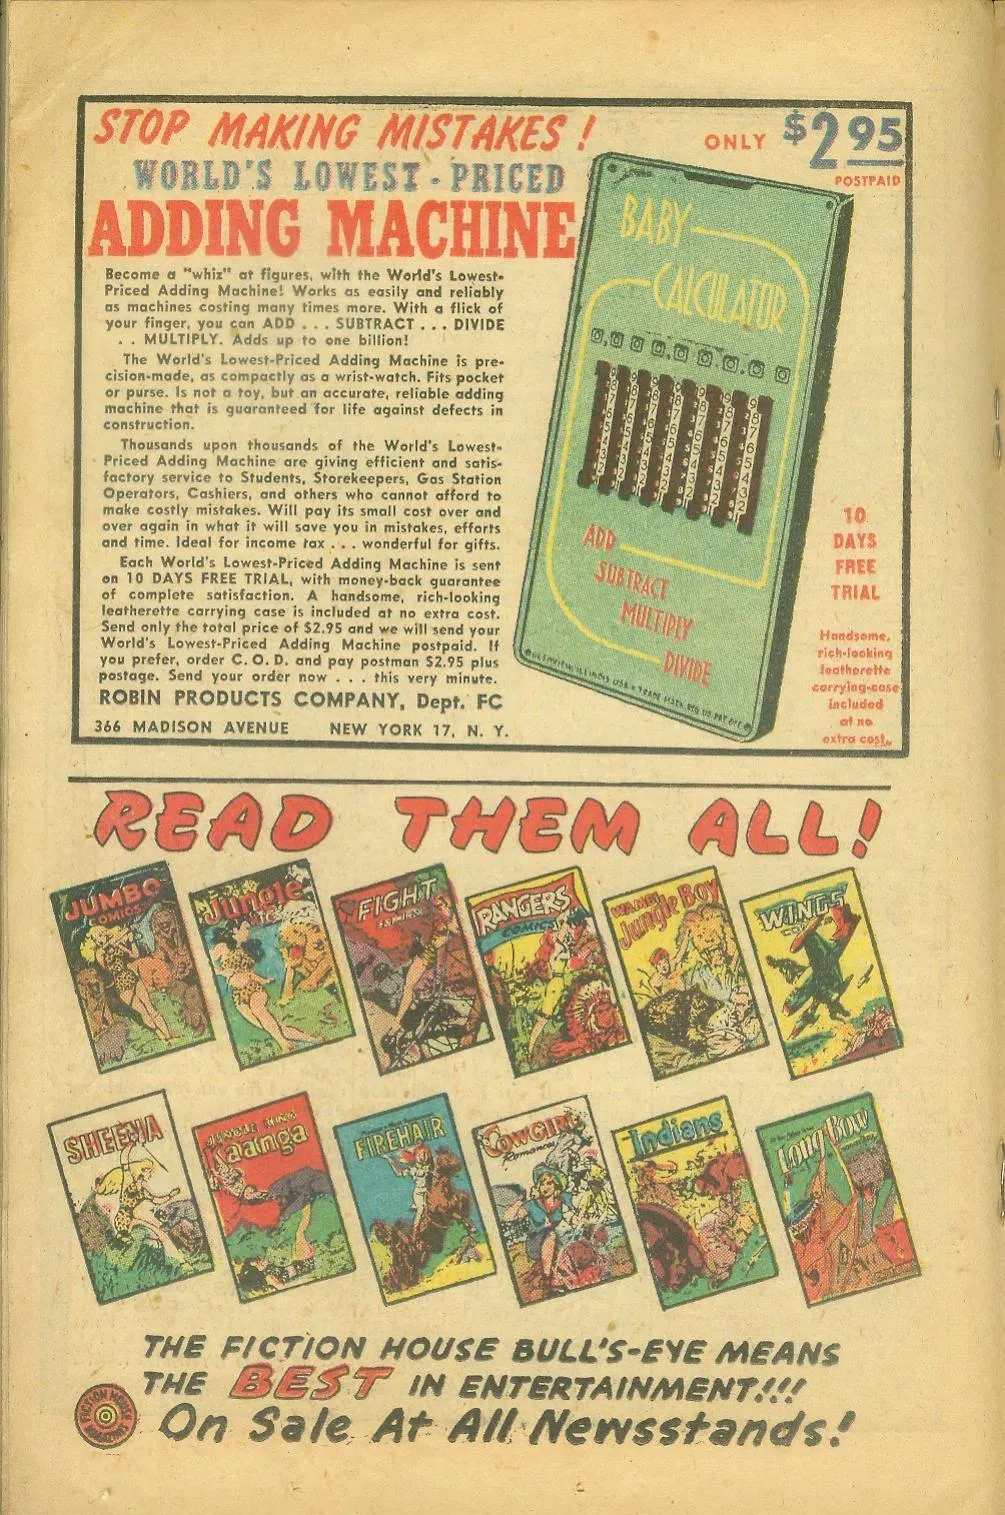 STOP MAKING MISTAKES!
WORLD'S LOWEST-PRICED
ADDING MACHINE
ONLY $2.95
POSTPAID
Become a "whiz" at figures, with the World's Lowest-
Priced Adding Machine! Works as easily and reliably
as machines costing many times more. With a flick of
your finger, you can ADD . . . SUBTRACT . . . DIVIDE
. . MULTIPLY. Adds up to one billion!
The World's Lowest-Priced Adding Machine is pre-
cision-made, as compactly as a wrist-watch. Fits pocket
or purse. Is not a toy, but an accurate, reliable adding
machine that is guaranteed for life against defects in
construction.
Thousands upon thousands of the World's Lowest-
Priced Adding Machine are giving efficient and satis-
factory service to Students, Storekeepers, Gas Station
Operators, Cashiers, and others who cannot afford to
make costly mistakes. Will pay its small cost over and
over again in what it will save you in mistakes, efforts
and time. Ideal for income tax . . . wonderful for gifts.
Each World's Lowest-Priced Adding Machine is sent
on 10 DAYS FREE TRIAL, with money-back guarantee
of complete satisfaction. A handsome, rich-looking
leatherette carrying case is included at no extra cost.
Send only the total price of $2.95 and we will send your
World's Lowest-Priced Adding Machine postpaid. If
you prefer, order C. O. D. and pay postman $2.95 plus
postage. Send your order now . . . this very minute.
ROBIN PRODUCTS COMPANY, Dept. FC
366 MADISON AVENUE NEW YORK 17, N. Y.
BABY
CALCULATOR
ADD
SUBTRACT
MULTIPLY
DIVIDE
10
DAYS
FREE
TRIAL
Handsome,
rich-looking
leatherette
carrying-case
included
at no
extra cost.
READ THEM ALL!
JUMBO
COMICS
Jungle
FIGHT
COMICS
RANGERS
COMICS
WAMBI
Jungle Boy
WINGS
SHEENA
JUNGLE KING
Kaanga
FIREHAIR
COWGIRL
Romances
Indians
Long Bow
THE FICTION HOUSE BULL'S-EYE MEANS
THE BEST IN ENTERTAINMENT!!!
On Sale At All Newsstands!
FICTION HOUSE
MAGAZINE